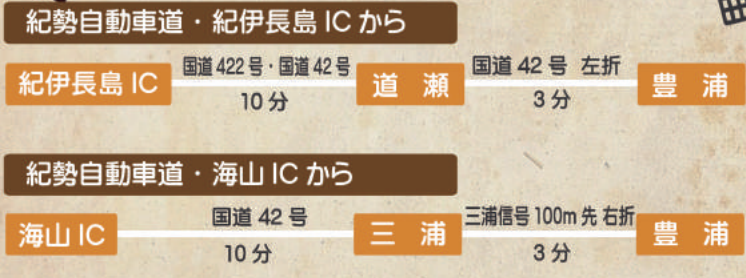 紀勢自動車道・紀伊長島 IC から
紀伊長島 IC 国道 422 号・国道 42 号 道 瀬 国道 42 号 左折 豊 浦
10 分 3 分
紀勢自動車道・海山 IC から
海山 IC 国道 42 号 三 浦 三浦信号 100m 先 右折 豊 浦
10 分 3 分